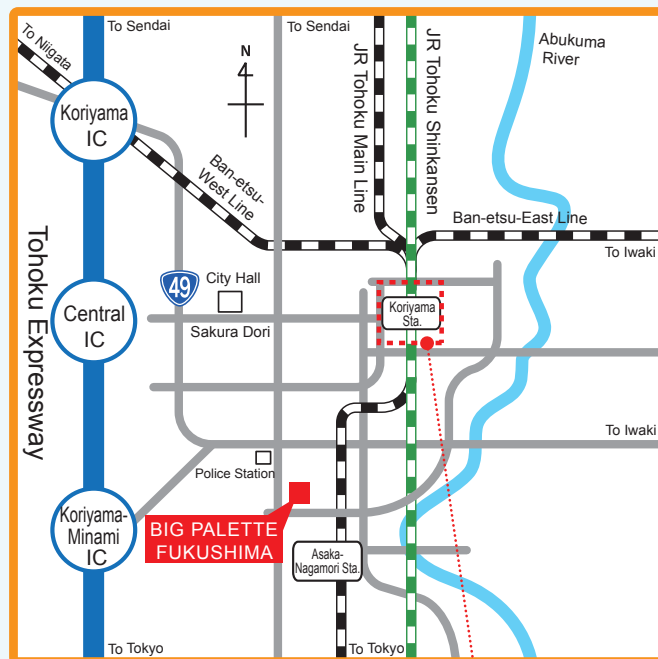 To Sendai
To Sendai
To Niigata
N
JR Tohoku Main Line
JR Tohoku Shinkansen
Abukuma
River
Koriyama
IC
Ban-etsu-
West Line
Ban-etsu-East Line
To Iwaki
Tohoku Expressway
49
City Hall
Koriyama
Sta.
Central
IC
Sakura Dori
To Iwaki
Police Station
Koriyama-
Minami
IC
BIG PALETTE
FUKUSHIMA
Asaka-
Nagamori Sta.
To Tokyo
To Tokyo